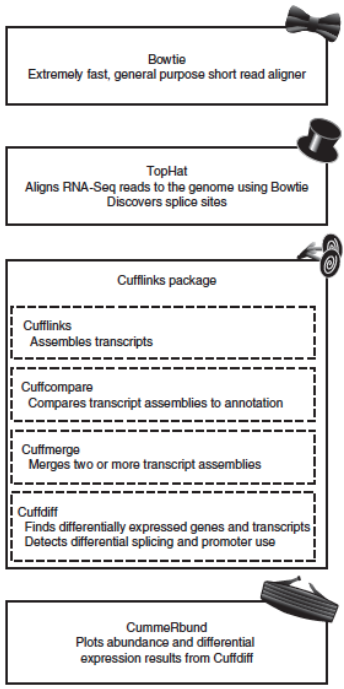 Bowtie
Extremely fast, general purpose short read aligner
TopHat
Aligns RNA-Seq reads to the genome using Bowtie
Discovers splice sites
Cufflinks package
Cufflinks
Assembles transcripts
Cuffcompare
Compares transcript assemblies to annotation
Cuffmerge
Merges two or more transcript assemblies
Cuffdiff
Finds differentially expressed genes and transcripts
Detects differential splicing and promoter use
CummeRbund
Plots abundance and differential
expression results from Cuffdiff